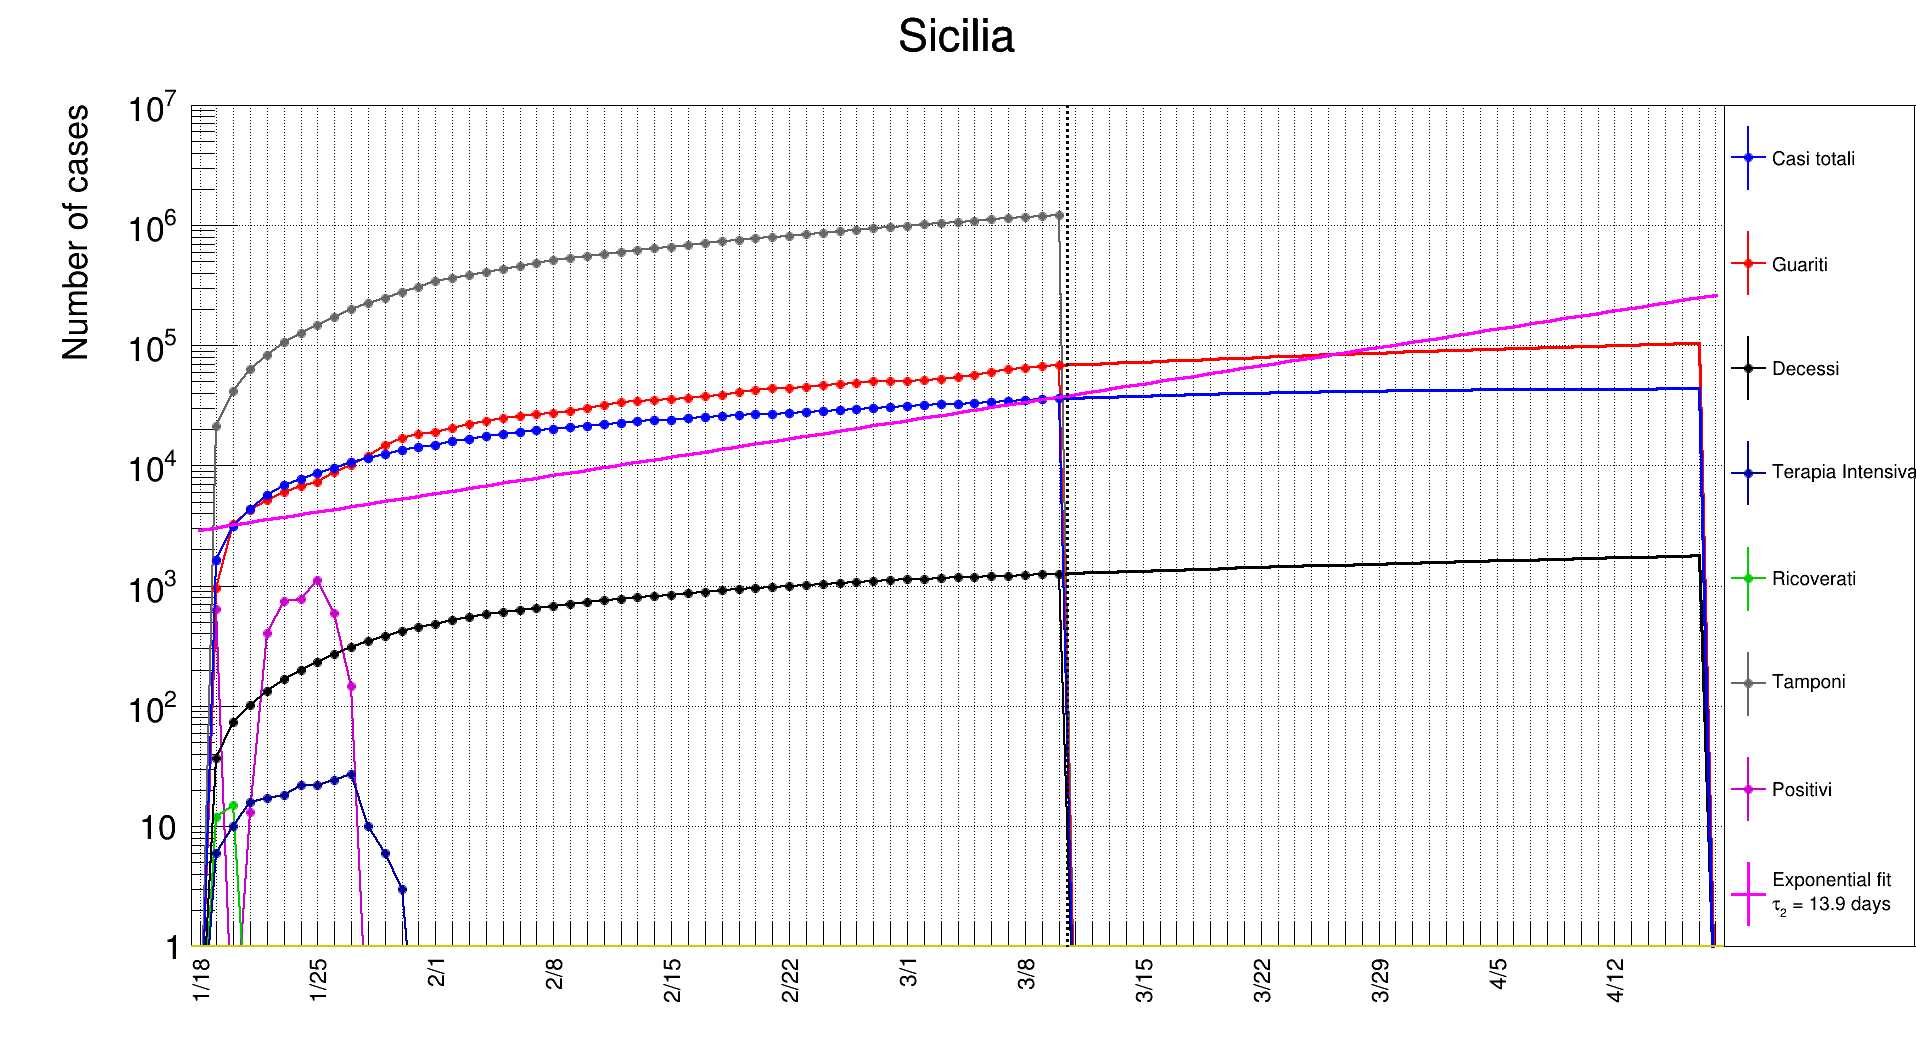 Sicilia
Number of cases
10^7
10^6
10^5
10^4
10^3
10^2
10
1
1/18
1/25
2/1
2/8
2/15
2/22
3/1
3/8
3/15
3/22
3/29
4/5
4/12
Casi totali
Guariti
Decessi
Terapia Intensiva
Ricoverati
Tamponi
Positivi
Exponential fit
τ₂ = 13.9 days